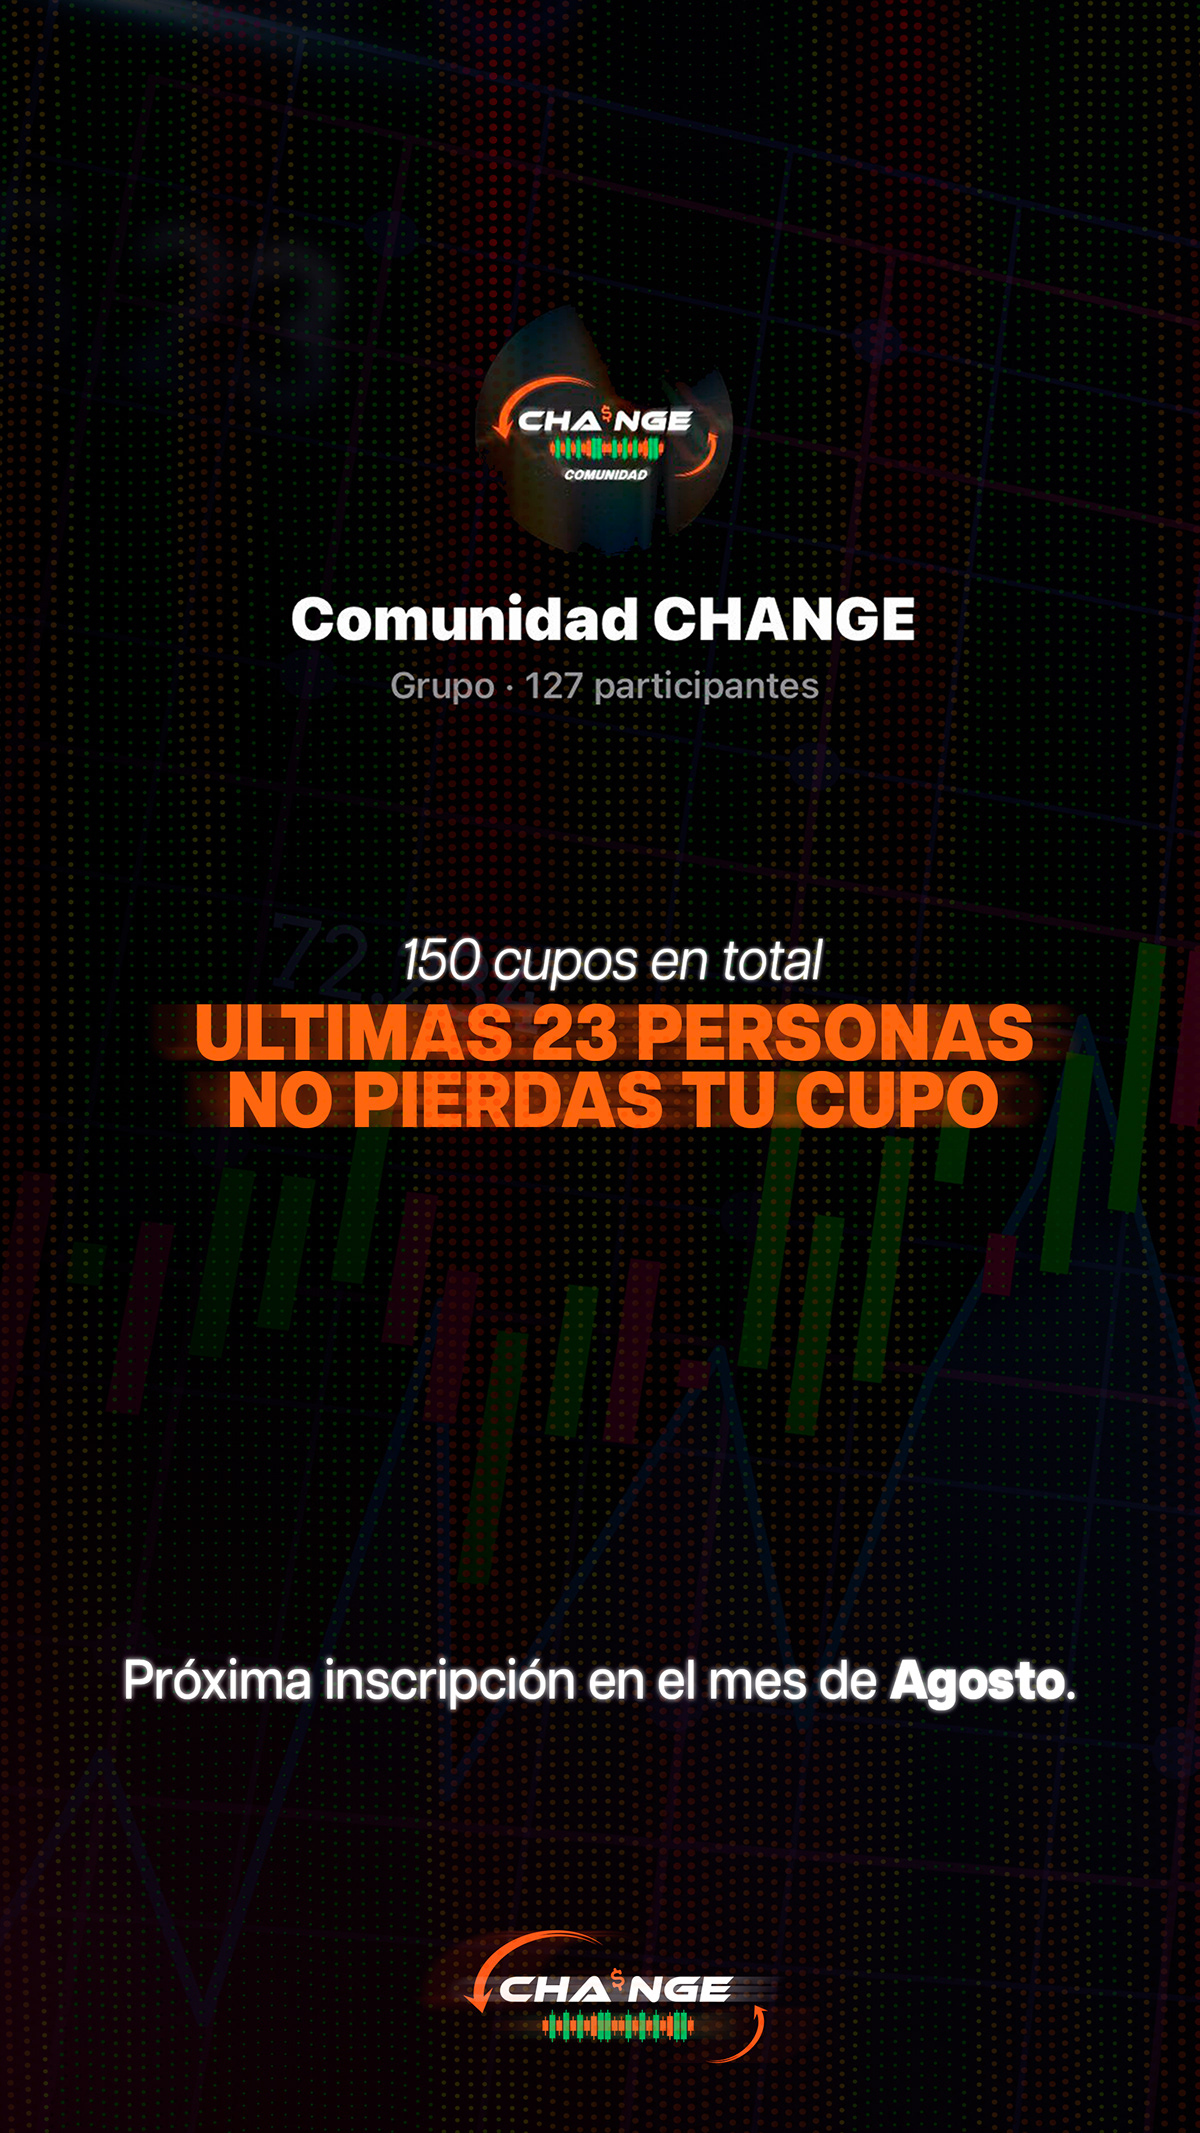 CHA$NGE
COMUNIDAD
Comunidad CHANGE
Grupo · 127 participantes
150 cupos en total
ULTIMAS 23 PERSONAS
NO PIERDAS TU CUPO
Próxima inscripción en el mes de Agosto.
CHA$NGE